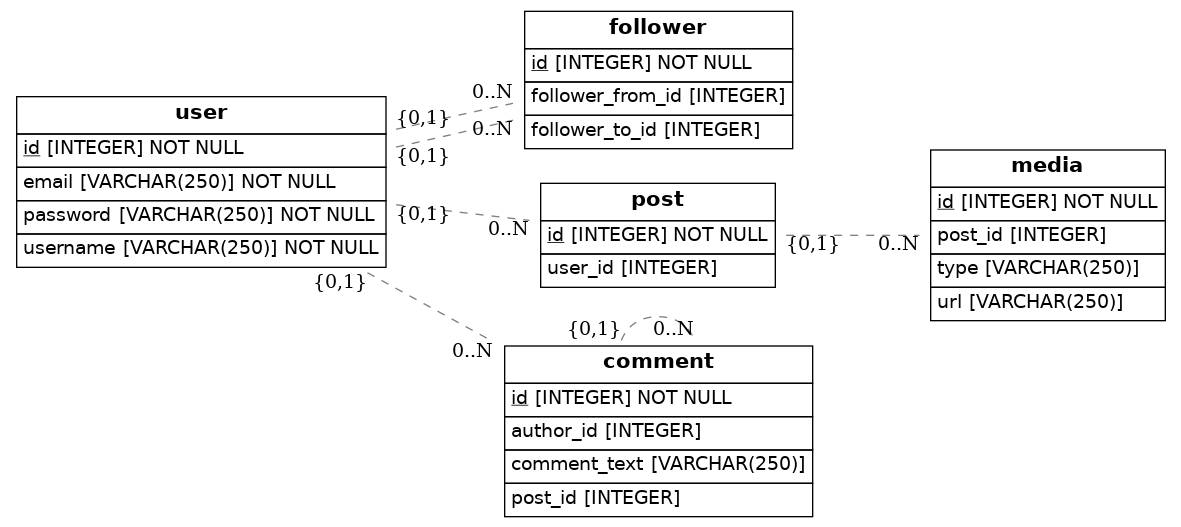 follower
id [INTEGER] NOT NULL
follower_from_id [INTEGER]
follower_to_id [INTEGER]
0..N
0..N
user
id [INTEGER] NOT NULL
email [VARCHAR(250)] NOT NULL
password [VARCHAR(250)] NOT NULL
username [VARCHAR(250)] NOT NULL
{0,1}
{0,1}
{0,1}
{0,1}
post
id [INTEGER] NOT NULL
user_id [INTEGER]
0..N
{0,1}
0..N
media
id [INTEGER] NOT NULL
post_id [INTEGER]
type [VARCHAR(250)]
url [VARCHAR(250)]
{0,1}
0..N
0..N
comment
id [INTEGER] NOT NULL
author_id [INTEGER]
comment_text [VARCHAR(250)]
post_id [INTEGER]